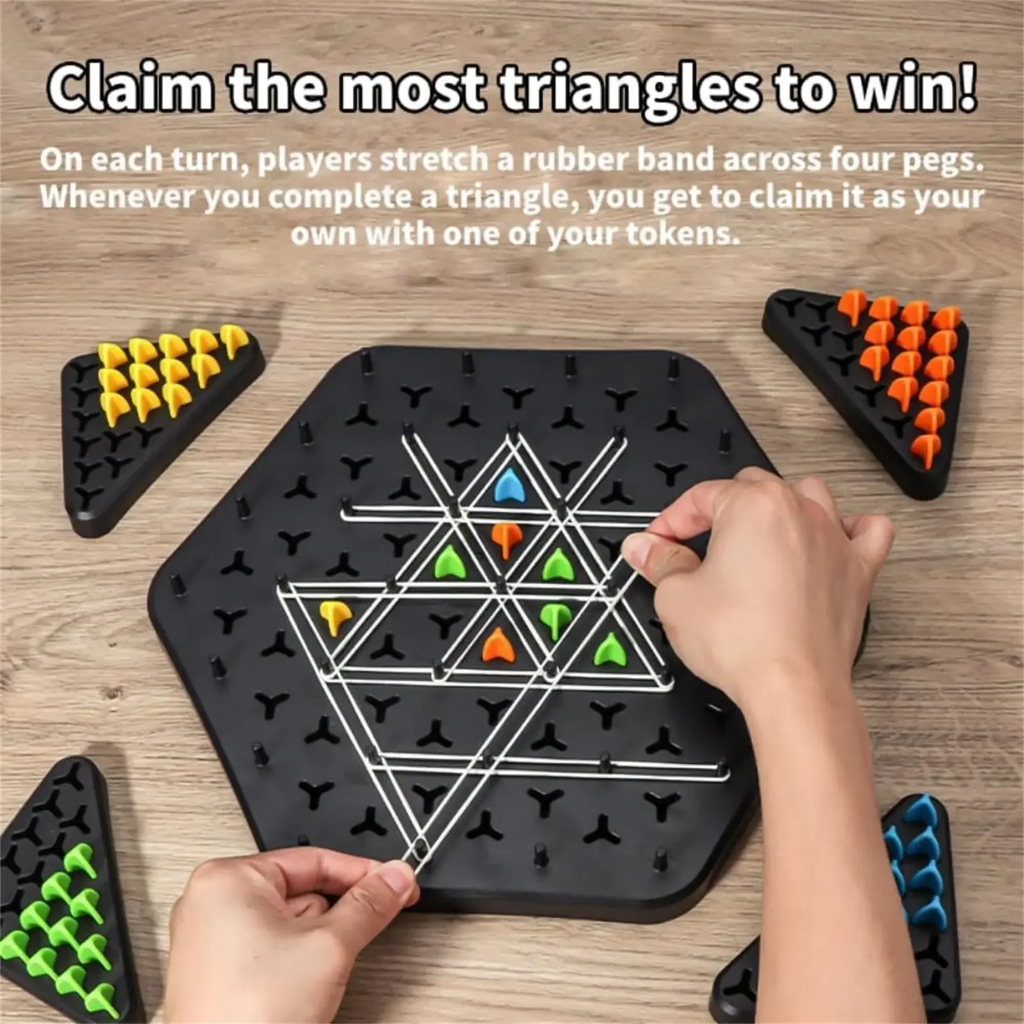 Claim the most triangles to win!
On each turn, players stretch a rubber band across four pegs.
Whenever you complete a triangle, you get to claim it as your
own with one of your tokens.